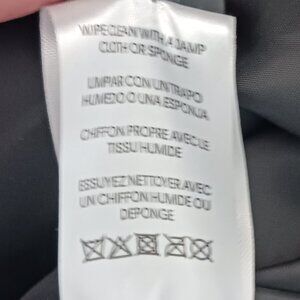 WIPE CLEAN WITH A DAMP
CLOTH OR SPONGE
LIMPIAR CON UN TRAPO
HUMEDO O UNA ESPONJA
CHIFFON PROPRE AVEC LE
TISSU HUMIDE
ESSUYEZ NETTOYER AVEC
UN CHIFFON HUMIDE OU
DEPONGE